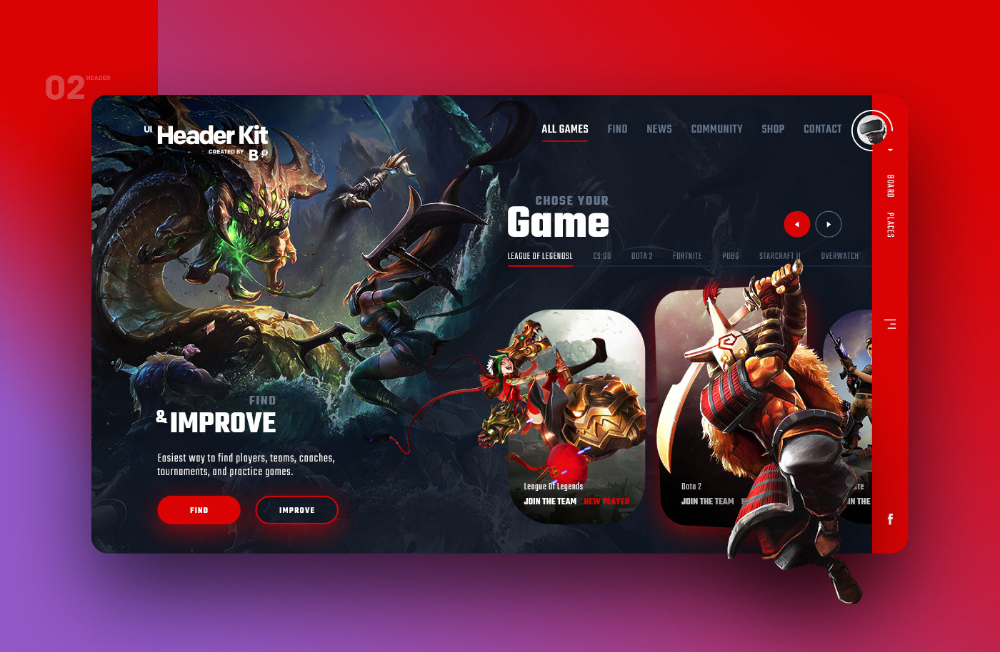 02 HEADER
UI Header Kit
CREATED BY B
ALL GAMES FIND NEWS COMMUNITY SHOP CONTACT
BOARD PLACES
CHOSE YOUR
Game
LEAGUE OF LEGENDSL CS:GO DOTA 2 FORTNITE PUBG STARCRAFT II OVERWATCH
FIND
& IMPROVE
Easiest way to find players, teams, coaches,
tournaments, and practice games.
FIND IMPROVE
League Of Legends
JOIN THE TEAM NEW PLAYER
Dota 2
JOIN THE TEAM
IN THE
f